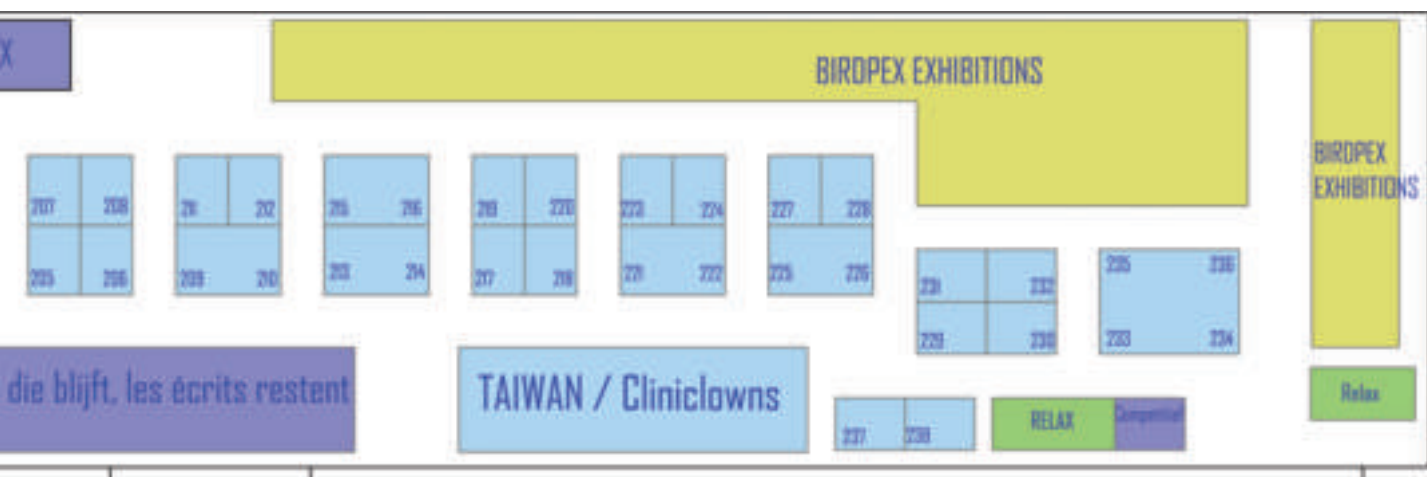 X
BIRDPEX EXHIBITIONS
BIRDPEX
EXHIBITIONS
207 208 211 212 215 216 219 220 223 224 227 228
205 206 209 210 213 214 217 218 221 222 225 226
231 232 235 236
229 230 233 234
die blijft, les écrits restent
TAIWAN / Cliniclowns
237 238
RELAX
Relax